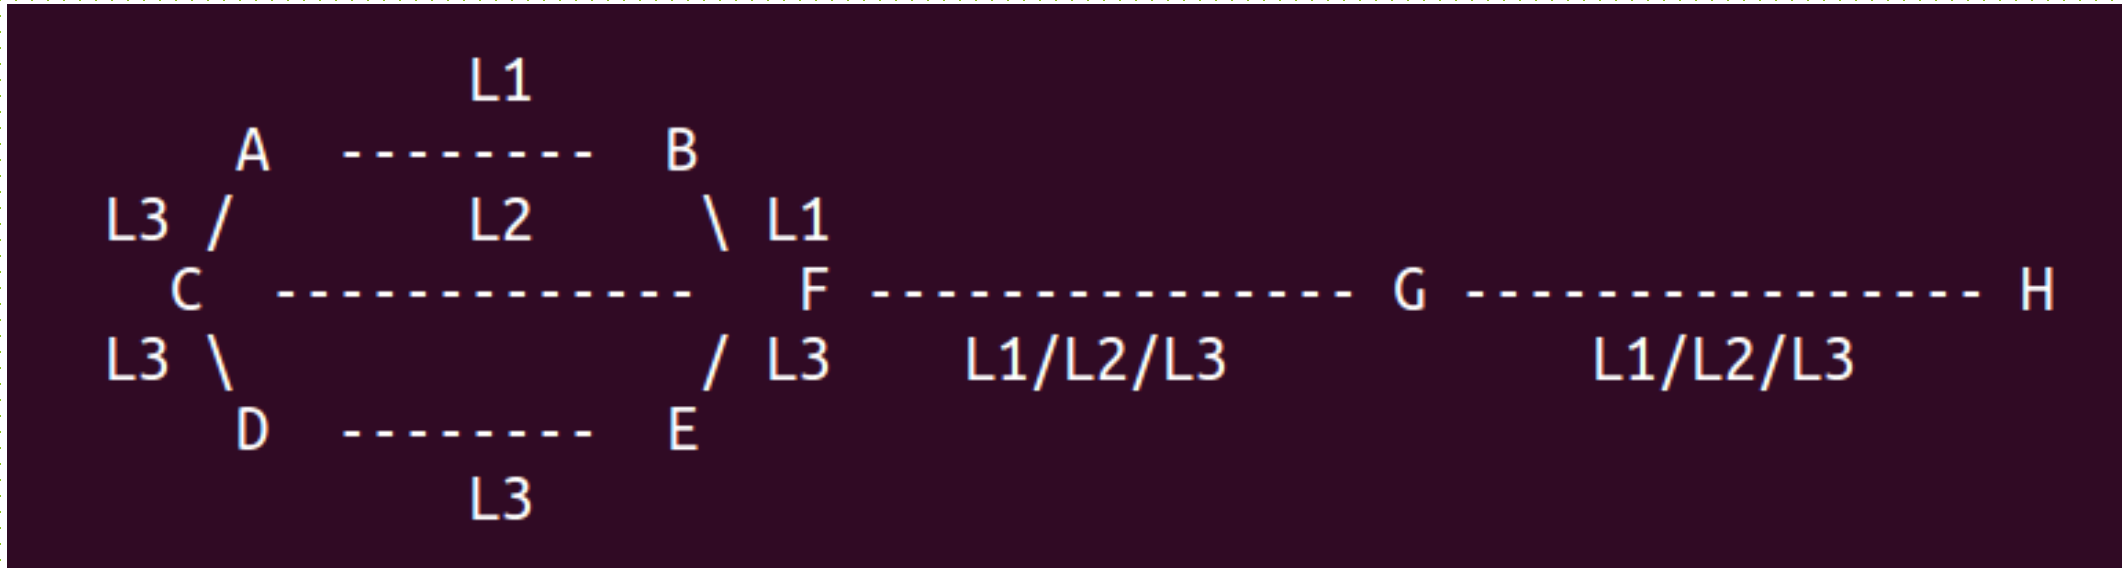 L1
A -------- B
L3 / L2 \ L1
C ------------- F --------------- G ---------------- H
L3 \ / L3 L1/L2/L3 L1/L2/L3
D -------- E
L3